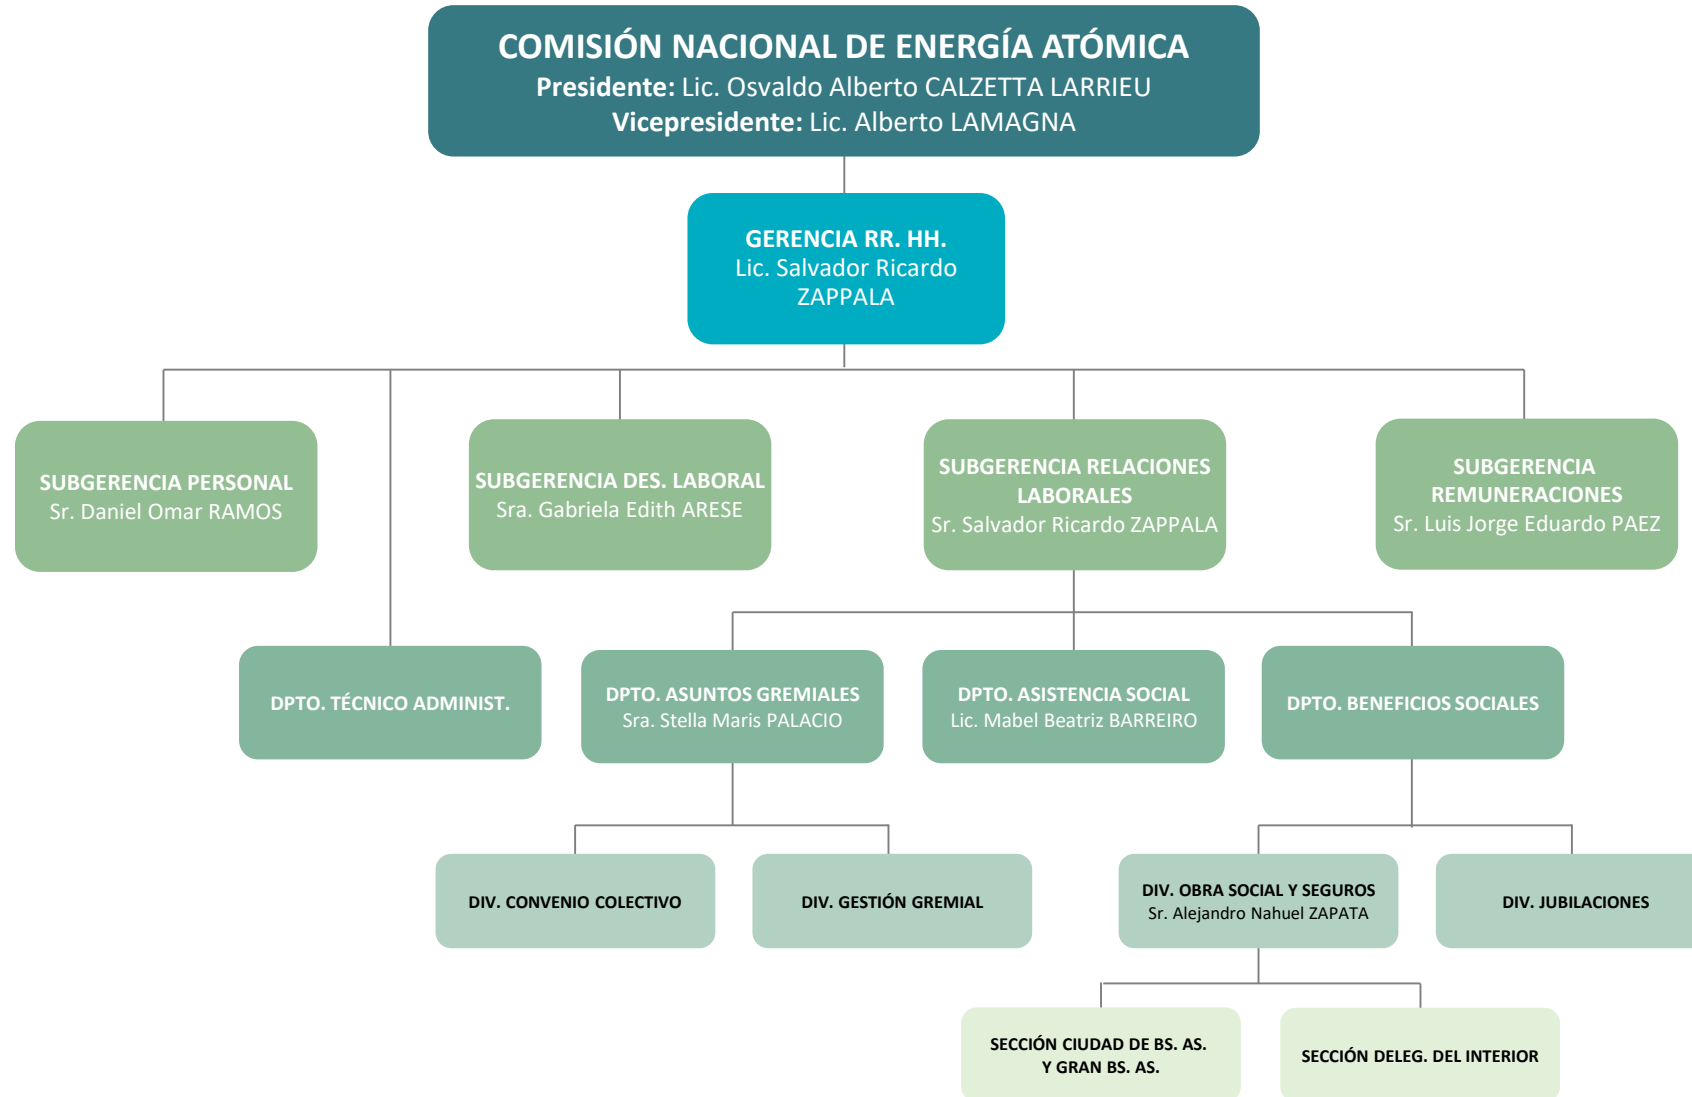 COMISIÓN NACIONAL DE ENERGÍA ATÓMICA
Presidente: Lic. Osvaldo Alberto CALZETTA LARRIEU
Vicepresidente: Lic. Alberto LAMAGNA
GERENCIA RR. HH.
Lic. Salvador Ricardo
ZAPPALA
SUBGERENCIA PERSONAL
Sr. Daniel Omar RAMOS
SUBGERENCIA DES. LABORAL
Sra. Gabriela Edith ARESE
SUBGERENCIA RELACIONES
LABORALES
Sr. Salvador Ricardo ZAPPALA
SUBGERENCIA
REMUNERACIONES
Sr. Luis Jorge Eduardo PAEZ
DPTO. TÉCNICO ADMINIST.
DPTO. ASUNTOS GREMIALES
Sra. Stella Maris PALACIO
DPTO. ASISTENCIA SOCIAL
Lic. Mabel Beatriz BARREIRO
DPTO. BENEFICIOS SOCIALES
DIV. CONVENIO COLECTIVO
DIV. GESTIÓN GREMIAL
DIV. OBRA SOCIAL Y SEGUROS
Sr. Alejandro Nahuel ZAPATA
DIV. JUBILACIONES
SECCIÓN CIUDAD DE BS. AS.
Y GRAN BS. AS.
SECCIÓN DELEG. DEL INTERIOR